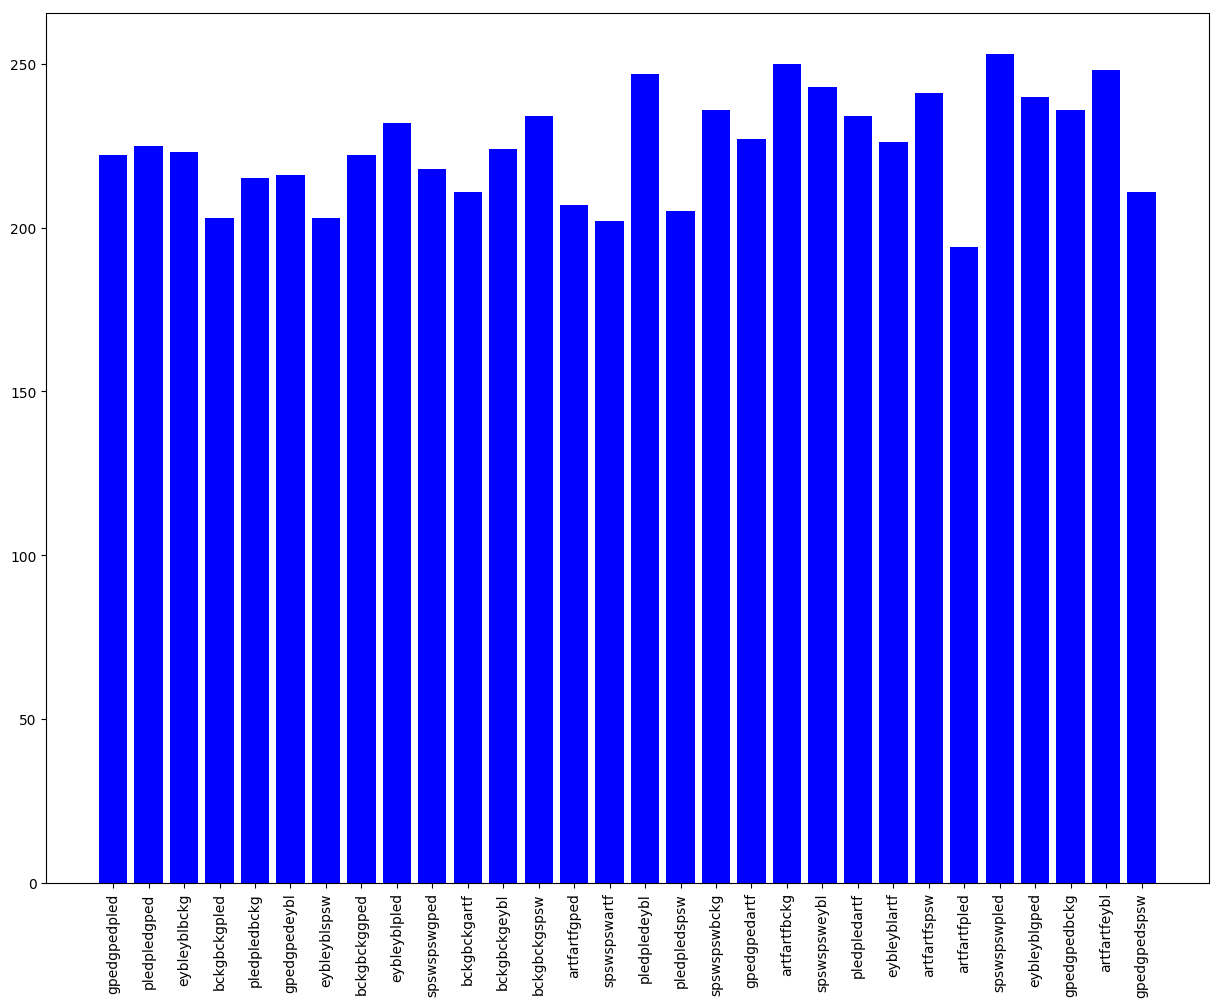 250
200
150
100
50
0
gpedgpedpled
pledpledgped
eybleyblbckg
bckgbckgpled
pledpledbckg
gpedgpedeybl
eybleyblspsw
bckgbckggped
eybleyblpled
spswspswgped
bckgbckgartf
bckgbckgeybl
bckgbckgspsw
artfartfgped
spswspswartf
pledpledeybl
pledpledspsw
spswspswbckg
gpedgpedartf
artfartfbckg
spswspsweybl
pledpledartf
eybleyblartf
artfartfspsw
artfartfpled
spswspswpled
eybleyblgped
gpedgpedbckg
artfartfeybl
gpedgpedspsw